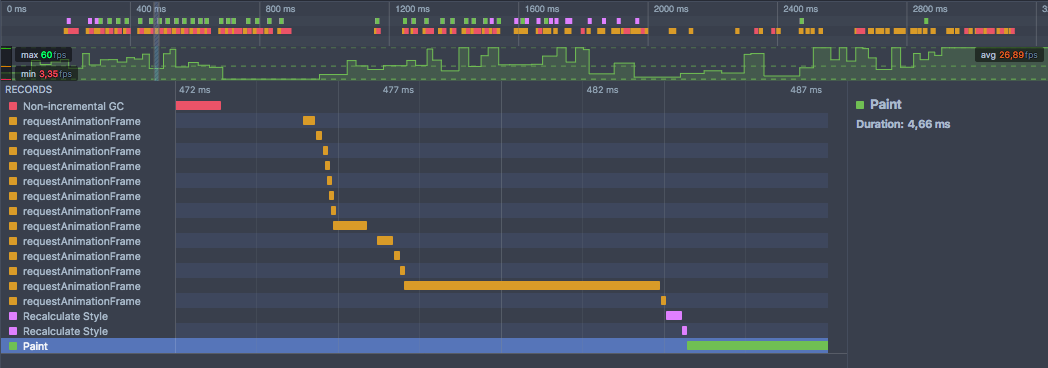 0 ms 400 ms 800 ms 1200 ms 1600 ms 2000 ms 2400 ms 2800 ms
max 60 fps avg 26,89 fps
min 3,35 fps
RECORDS 472 ms 477 ms 482 ms 487 ms
Non-incremental GC
requestAnimationFrame
requestAnimationFrame
requestAnimationFrame
requestAnimationFrame
requestAnimationFrame
requestAnimationFrame
requestAnimationFrame
requestAnimationFrame
requestAnimationFrame
requestAnimationFrame
requestAnimationFrame
requestAnimationFrame
requestAnimationFrame
Recalculate Style
Recalculate Style
Paint
Paint
Duration: 4,66 ms